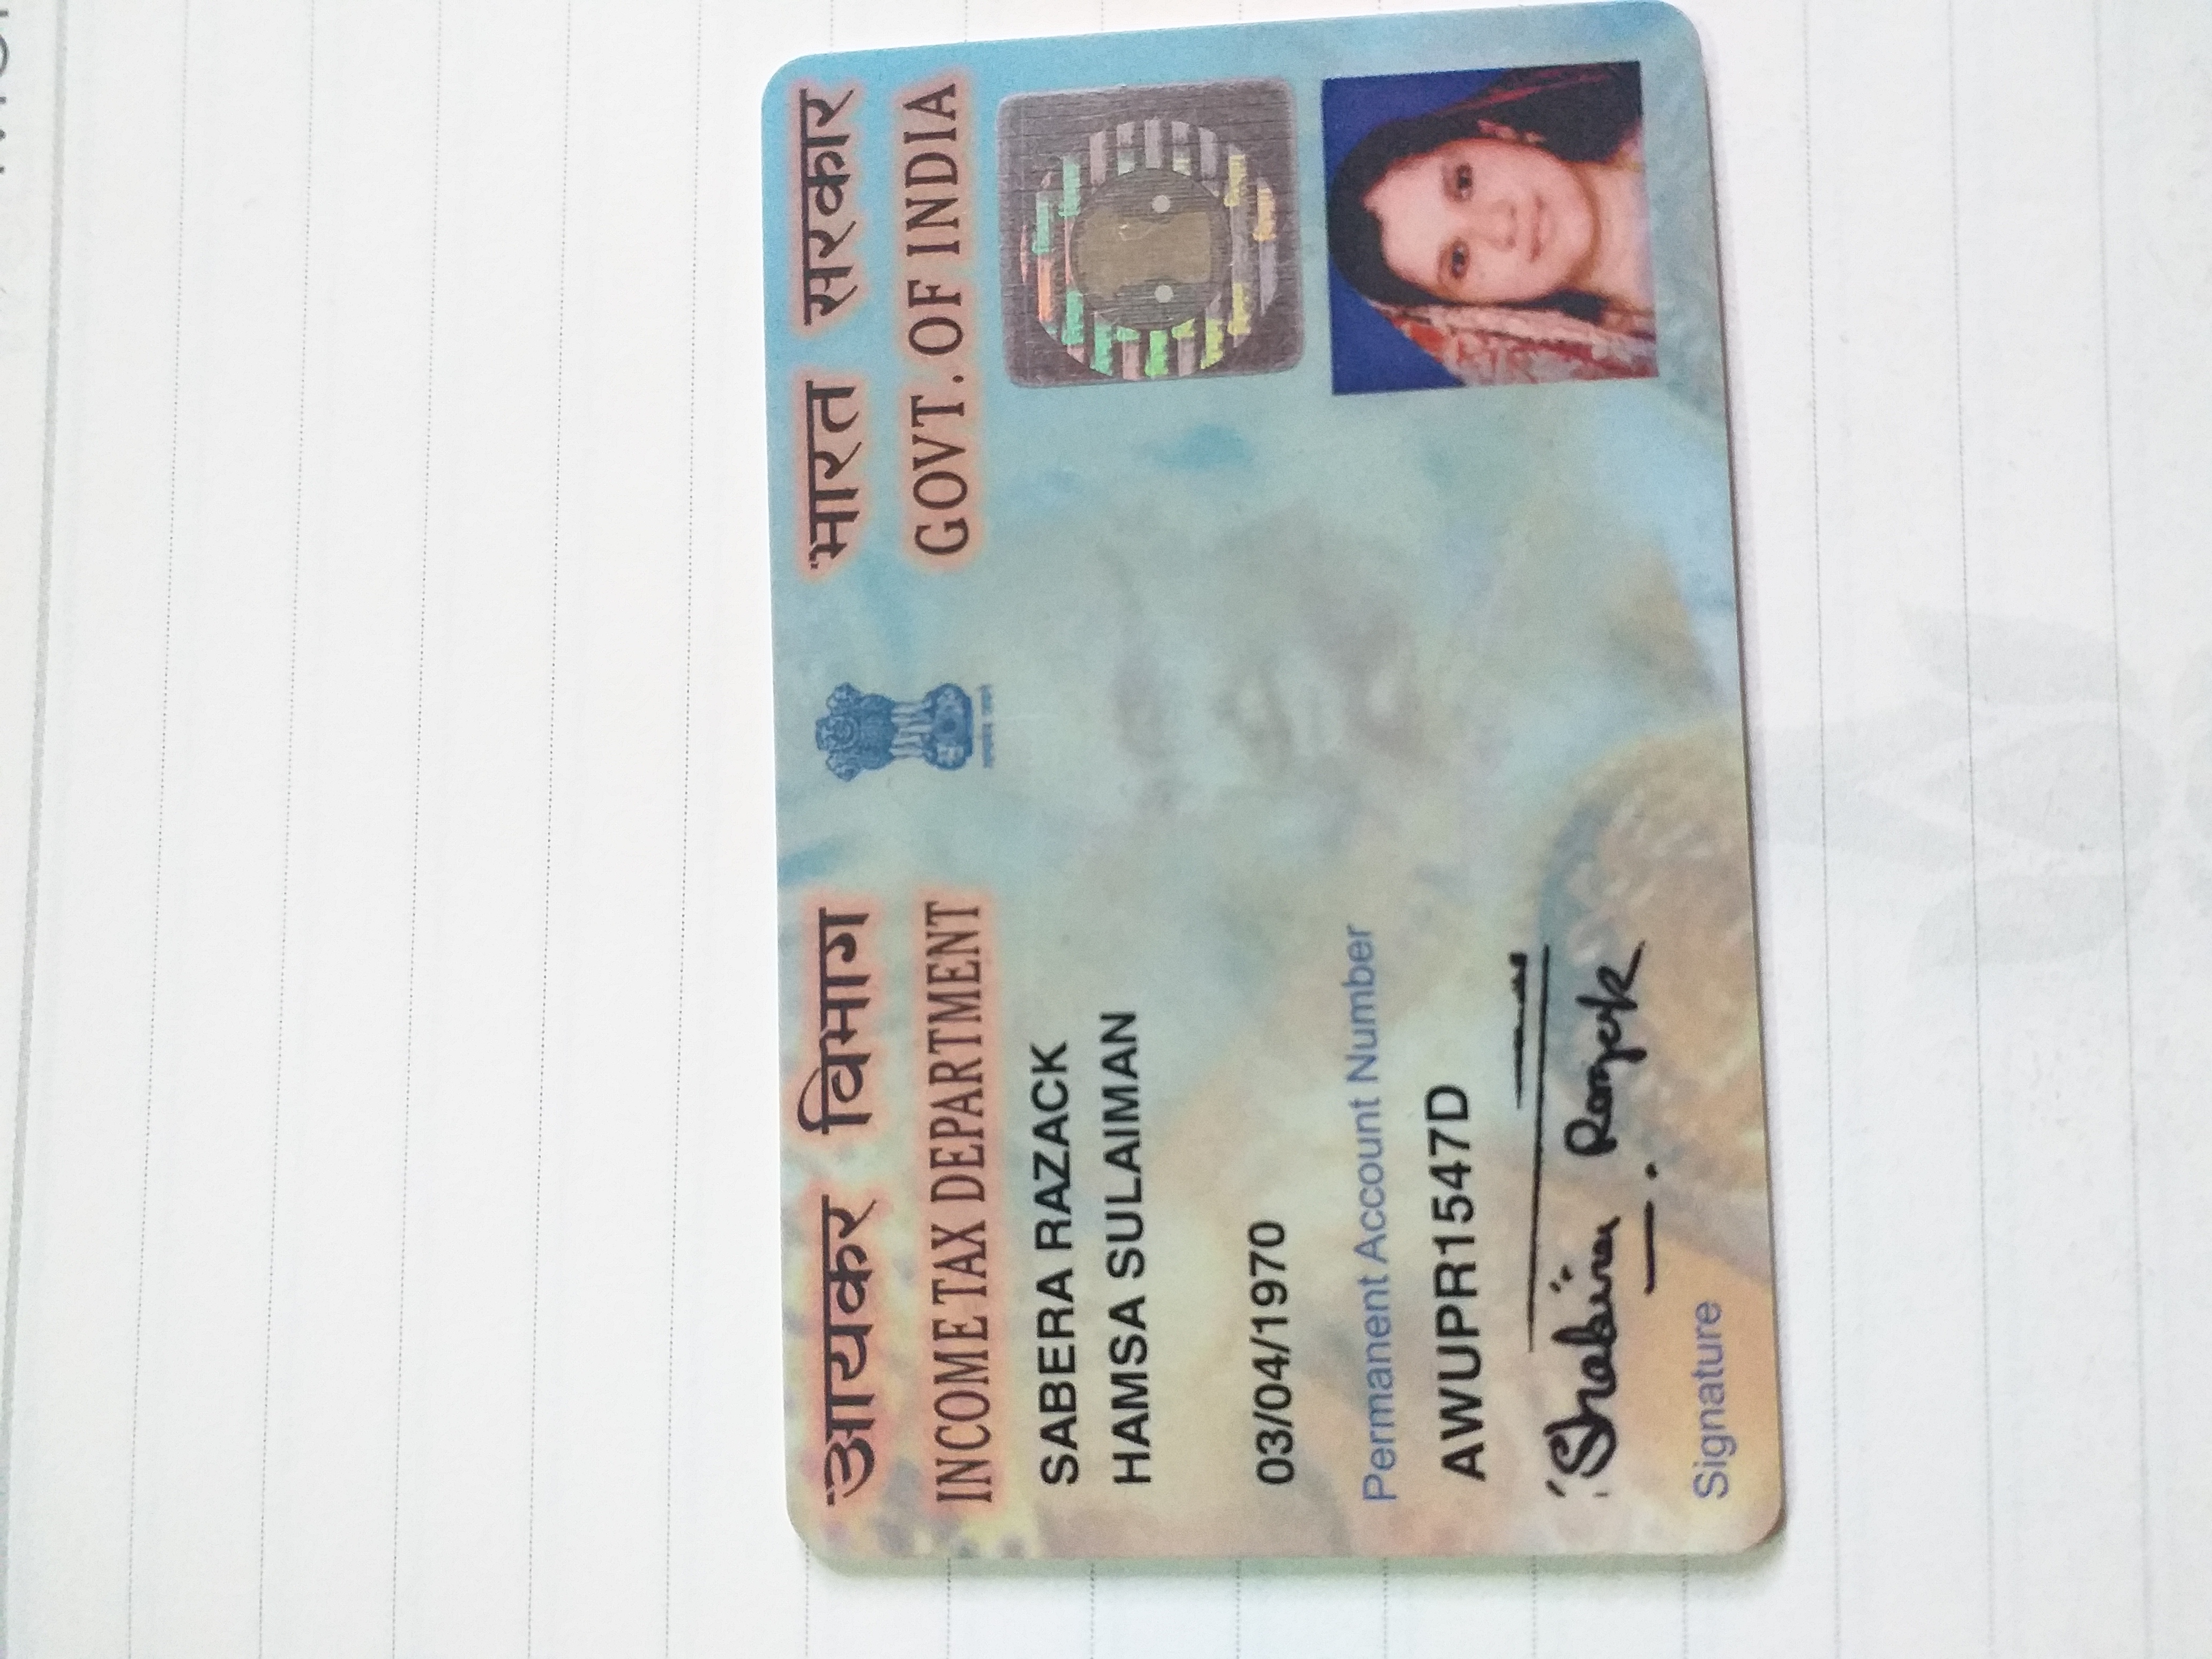 आयकर विभाग
भारत सरकार
INCOME TAX DEPARTMENT
GOVT. OF INDIA
सत्यमेव जयते
SABERA RAZACK
HAMSA SULAIMAN
03/04/1970
Permanent Account Number
AWUPR1547D
Shabira Razack
Signature